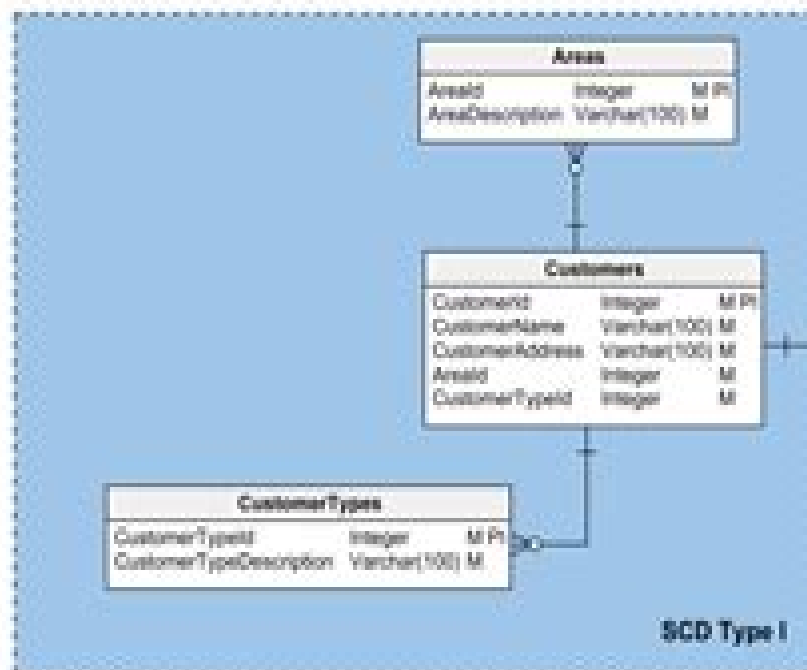 Areas
AreaId Integer M PI
AreaDescription Varchar(100) M
Customers
CustomerId Integer M PI
CustomerName Varchar(100) M
CustomerAddress Varchar(100) M
AreaId Integer M
CustomerTypeId Integer M
CustomerTypes
CustomerTypeId Integer M PI
CustomerTypeDescription Varchar(100) M
SCD Type I